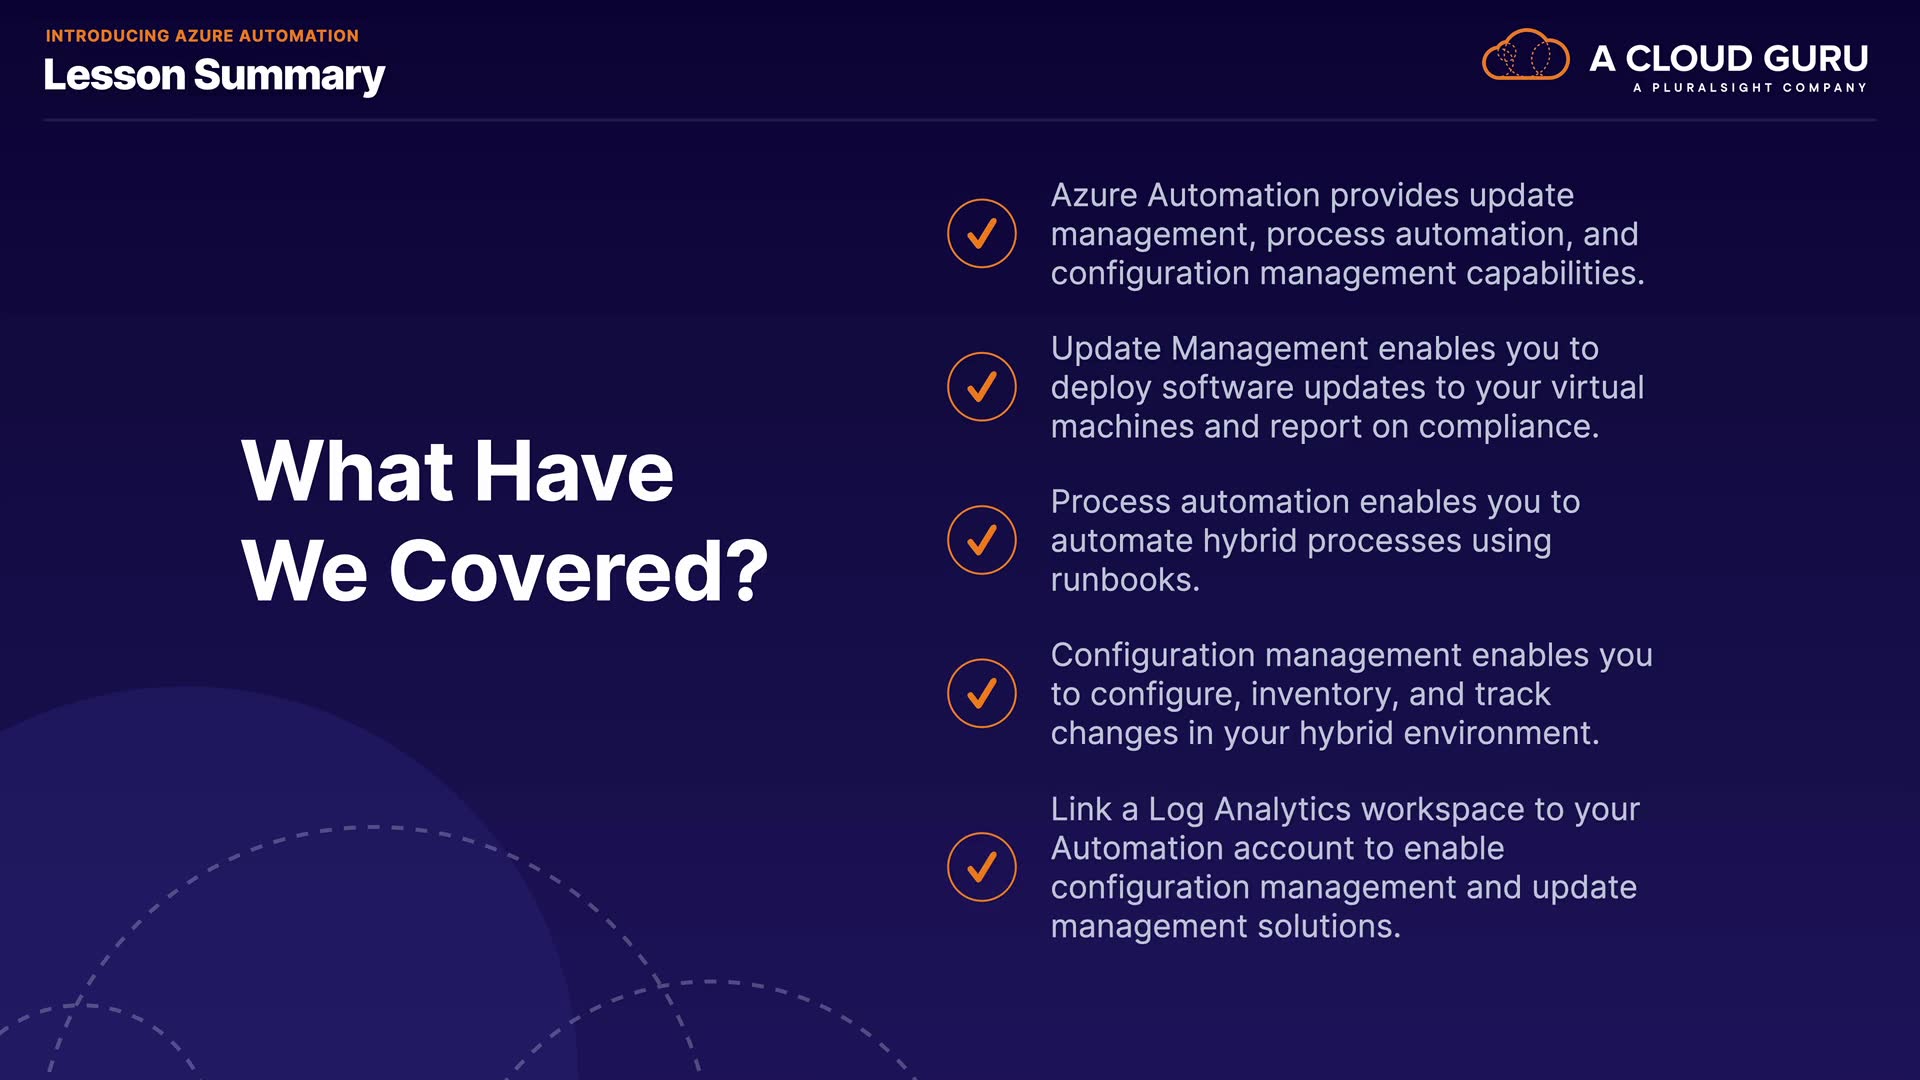 INTRODUCING AZURE AUTOMATION
Lesson Summary
A CLOUD GURU
A PLURALSIGHT COMPANY
What Have
We Covered?
Azure Automation provides update
management, process automation, and
configuration management capabilities.
Update Management enables you to
deploy software updates to your virtual
machines and report on compliance.
Process automation enables you to
automate hybrid processes using
runbooks.
Configuration management enables you
to configure, inventory, and track
changes in your hybrid environment.
Link a Log Analytics workspace to your
Automation account to enable
configuration management and update
management solutions.